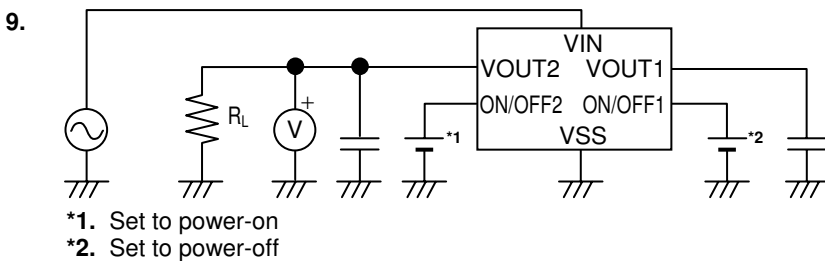 9.
VIN
VOUT2 VOUT1
ON/OFF2 ON/OFF1
VSS
RL
+
V
*1
*2
*1. Set to power-on
*2. Set to power-off